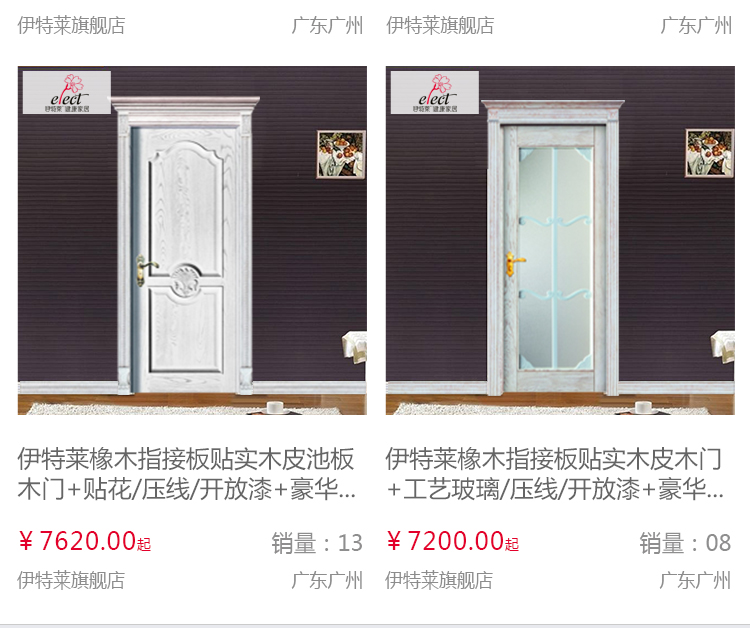 伊特莱旗舰店 广东广州 伊特莱旗舰店 广东广州
elect
伊特莱 健康家居
elect
伊特莱 健康家居
伊特莱橡木指接板贴实木皮池板
木门+贴花/压线/开放漆+豪华...
¥ 7620.00起 销量：13
伊特莱旗舰店 广东广州
伊特莱橡木指接板贴实木皮木门
+工艺玻璃/压线/开放漆+豪华...
¥ 7200.00起 销量：08
伊特莱旗舰店 广东广州